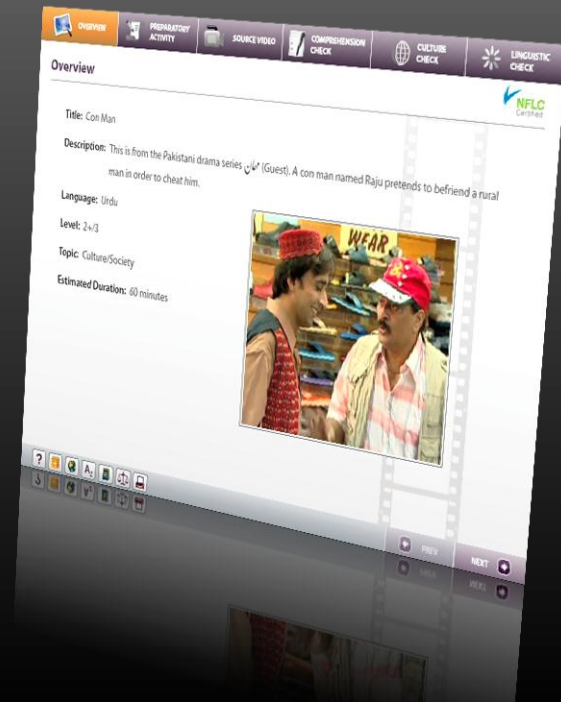 OVERVIEW
PREPARATORY
ACTIVITY
SOURCE VIDEO
COMPREHENSION
CHECK
CULTURE
CHECK
LINGUISTIC
CHECK
Overview
NFLC
Certified
Title: Con Man
Description: This is from the Pakistani drama series مہمان (Guest). A con man named Raju pretends to befriend a rural
man in order to cheat him.
Language: Urdu
Level: 2+/3
Topic: Culture/Society
Estimated Duration: 60 minutes
WEAR
?
A
PREV
NEXT